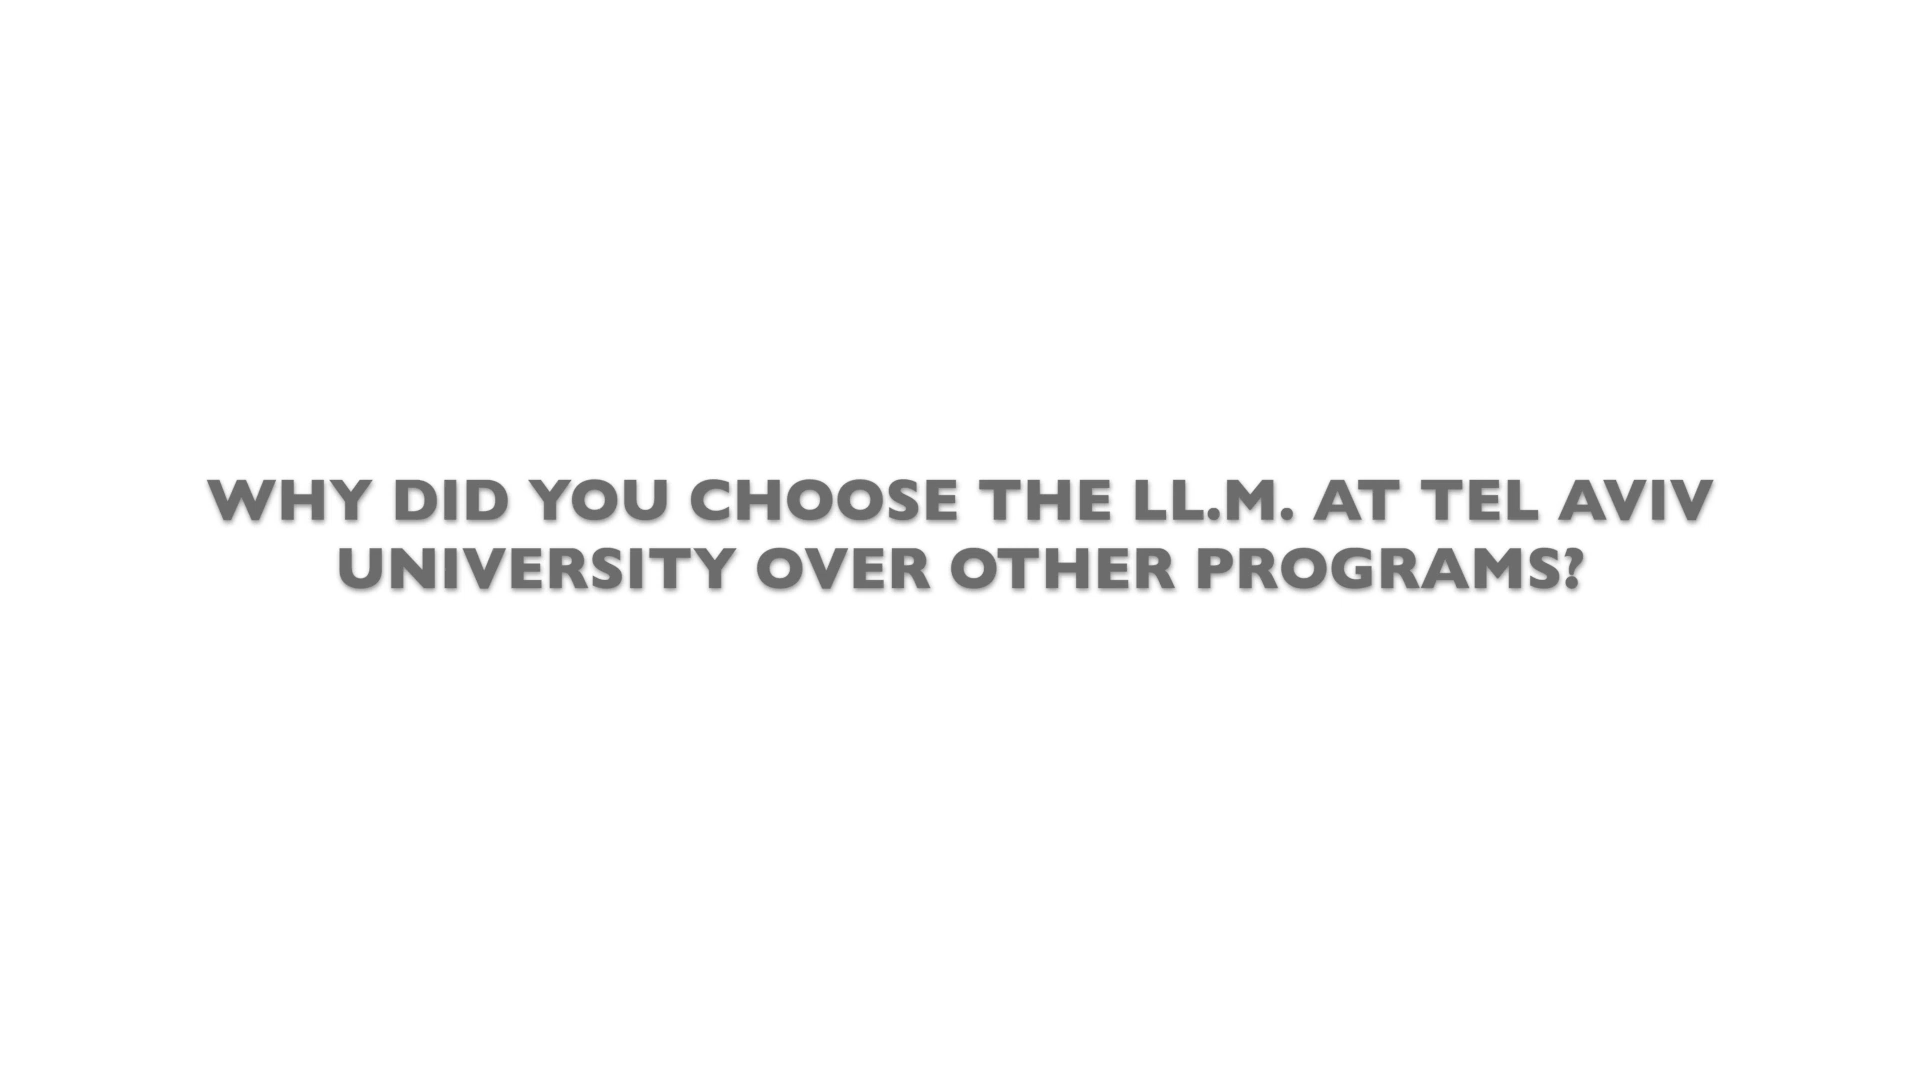 WHY DID YOU CHOOSE THE LL.M. AT TEL AVIV
UNIVERSITY OVER OTHER PROGRAMS?